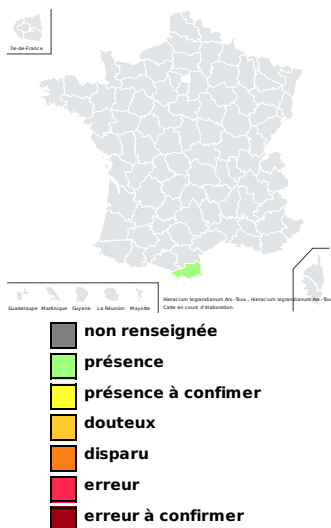 Île-de-France
Guadeloupe Martinique Guyane La Réunion Mayotte
Hieracium legrandianum Arv.-Touv., Hieracium legrandianum Arv.-Tou
Carte en cours d'élaboration.
non renseignée
présence
présence à confimer
douteux
disparu
erreur
erreur à confirmer